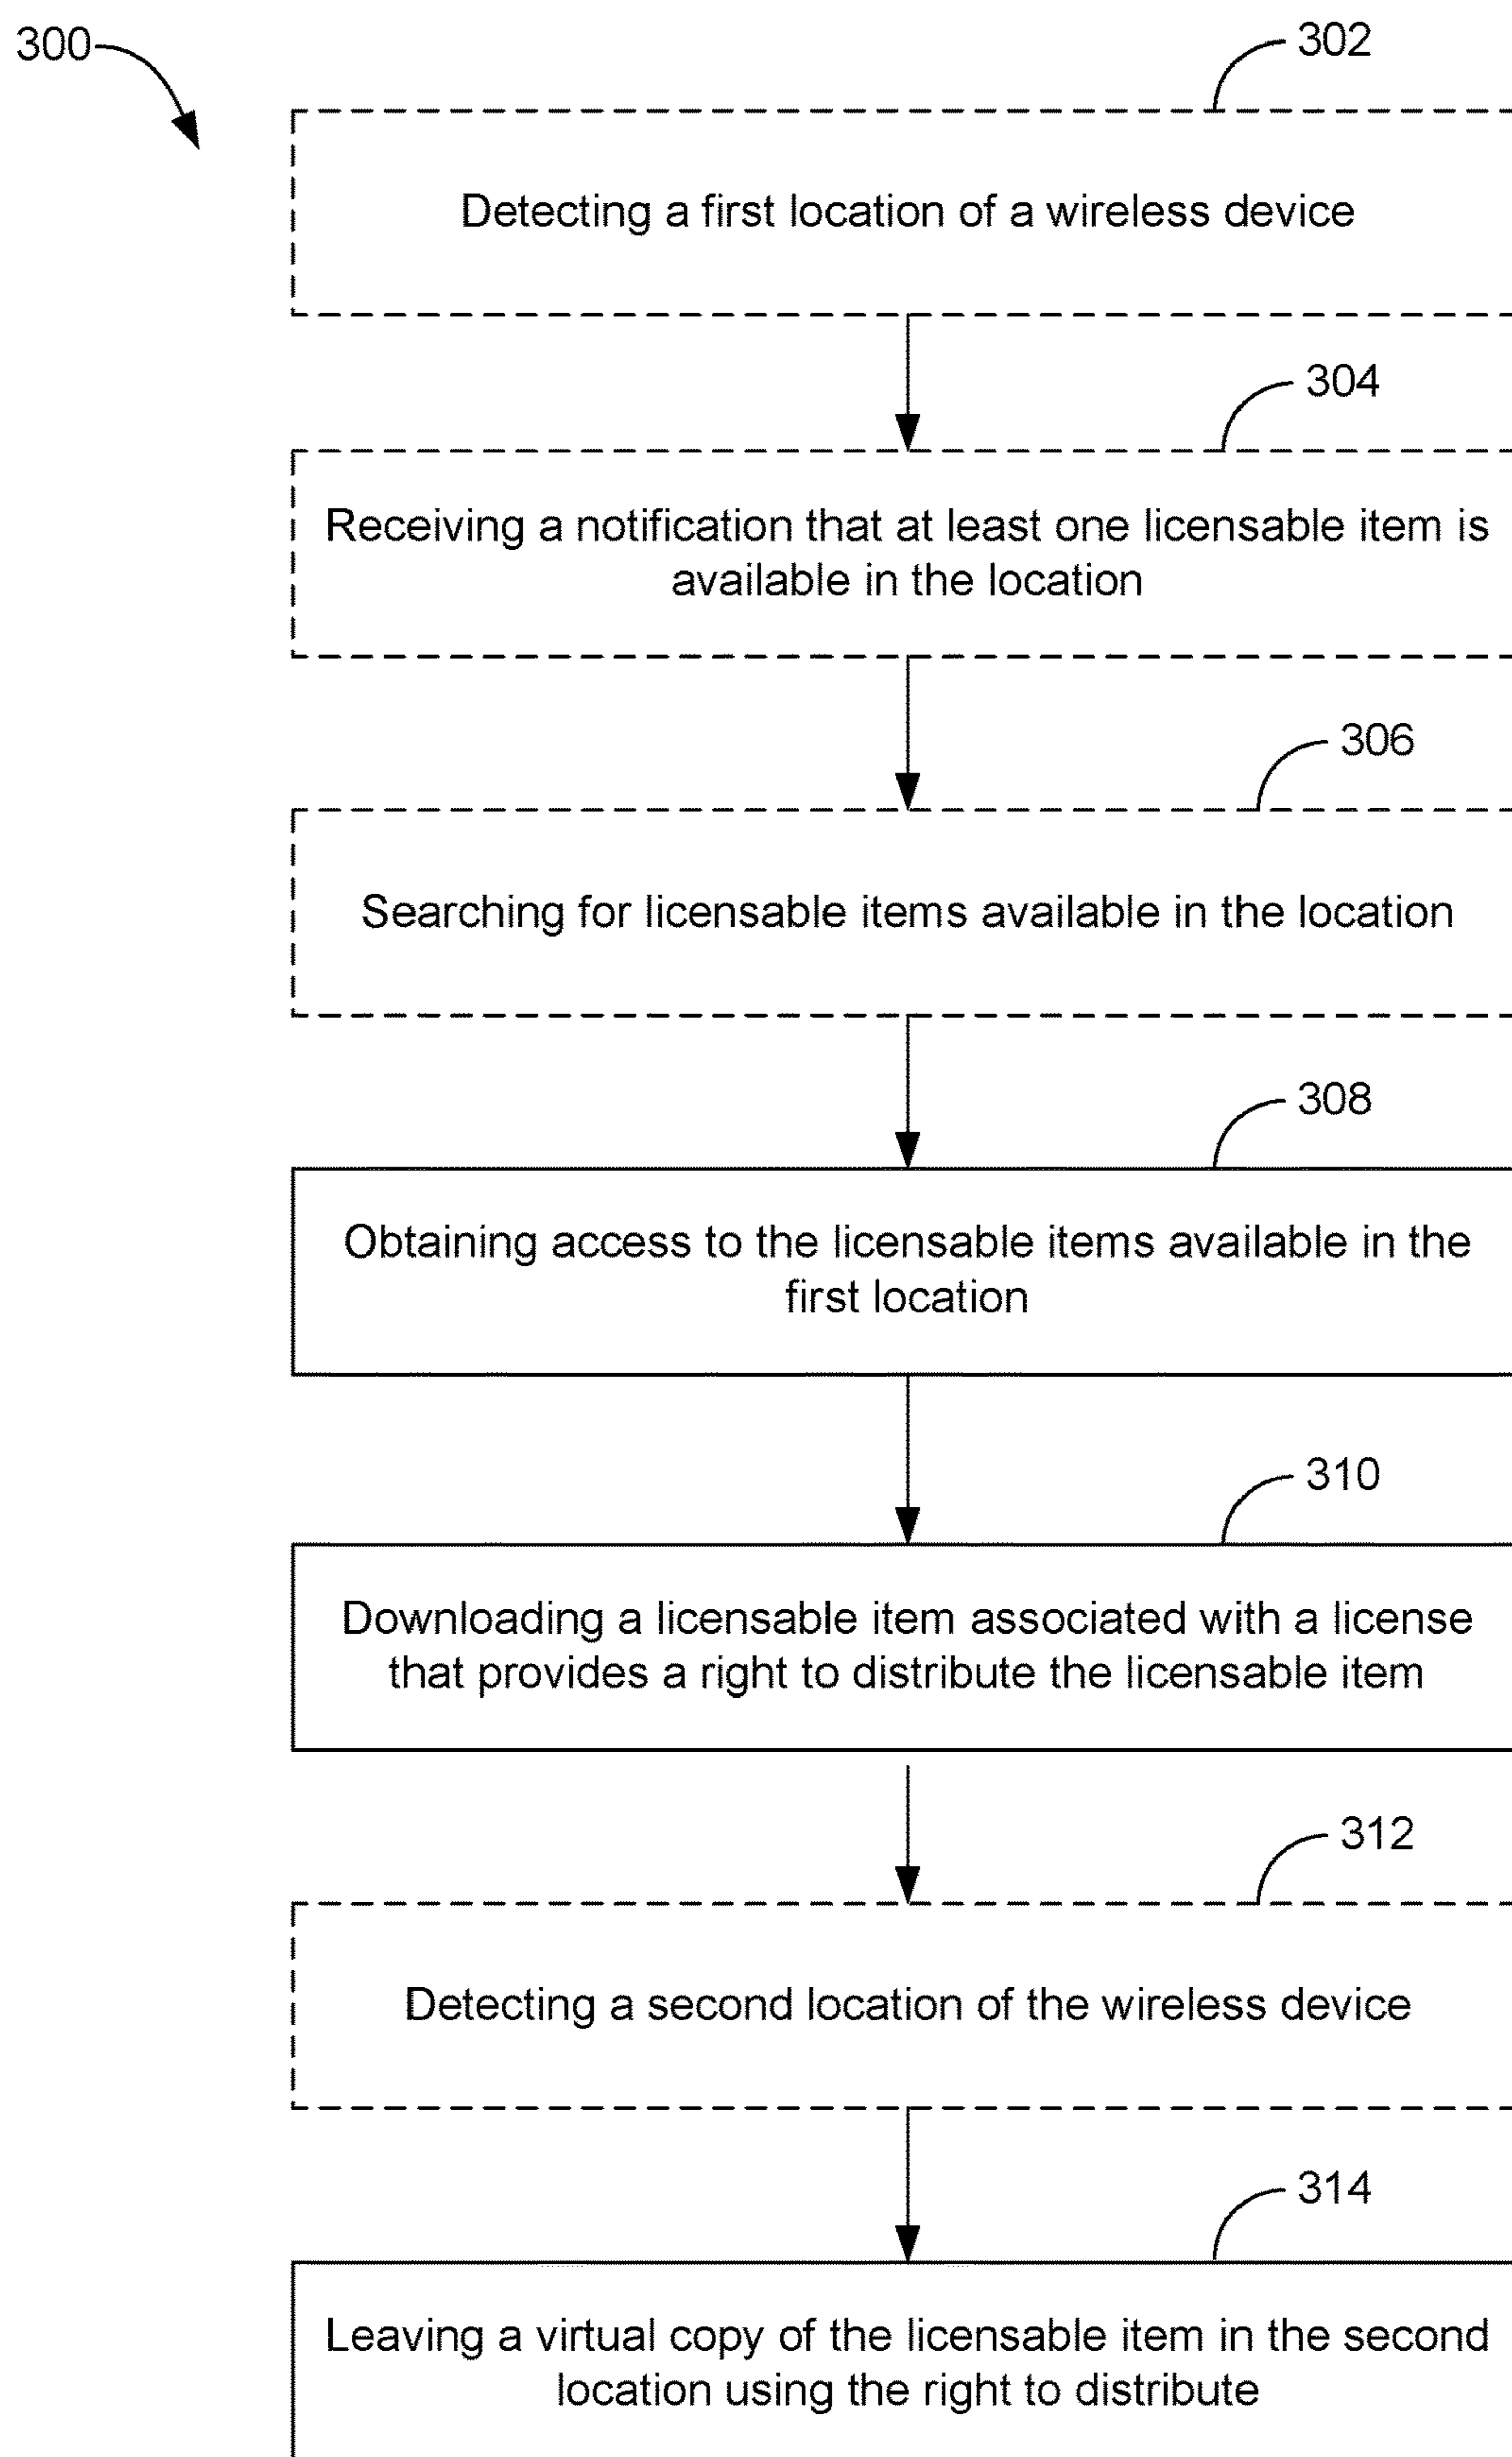 300
302
Detecting a first location of a wireless device
304
Receiving a notification that at least one licensable item is
available in the location
306
Searching for licensable items available in the location
308
Obtaining access to the licensable items available in the
first location
310
Downloading a licensable item associated with a license
that provides a right to distribute the licensable item
312
Detecting a second location of the wireless device
314
Leaving a virtual copy of the licensable item in the second
location using the right to distribute